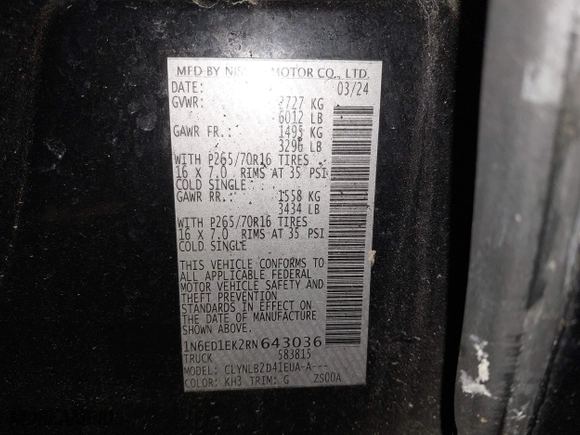 MFD BY NISSAN MOTOR CO., LTD.
DATE: 03/24
GVWR: 2727 KG
6012 LB
GAWR FR.: 1495 KG
3296 LB
WITH P265/70R16 TIRES
16 X 7.0 RIMS AT 35 PSI
COLD SINGLE
GAWR RR.: 1558 KG
3434 LB
WITH P265/70R16 TIRES
16 X 7.0 RIMS AT 35 PSI
COLD SINGLE
THIS VEHICLE CONFORMS TO
ALL APPLICABLE FEDERAL
MOTOR VEHICLE SAFETY AND
THEFT PREVENTION
STANDARDS IN EFFECT ON
THE DATE OF MANUFACTURE
SHOWN ABOVE.
1N6ED1EK2RN643036
TRUCK 583815
MODEL: CLYNLB2D41EUA-A---
COLOR: KH3 TRIM: G ZS00A